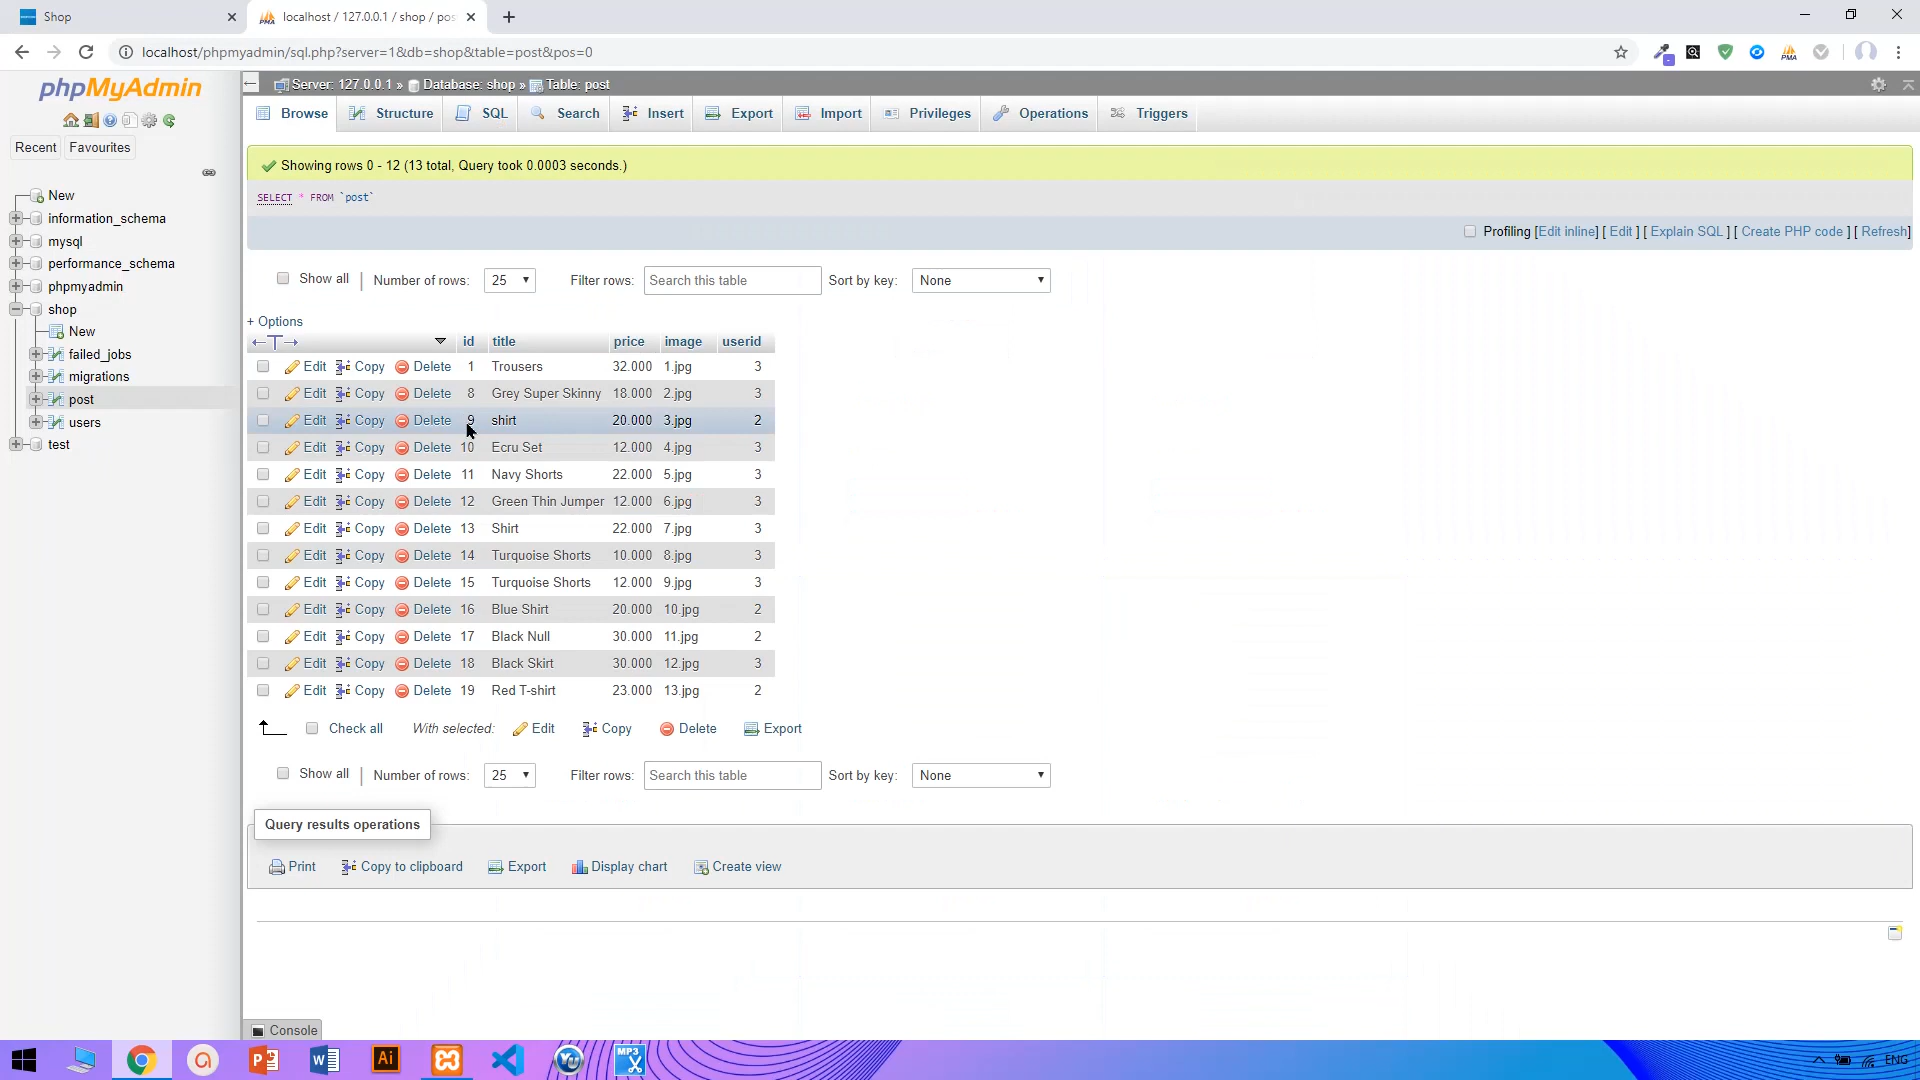 Shop
localhost / 127.0.0.1 / shop / pos
localhost/phpmyadmin/sql.php?server=1&db=shop&table=post&pos=0
phpMyAdmin
Server: 127.0.0.1 » Database: shop » Table: post
Browse Structure SQL Search Insert Export Import Privileges Operations Triggers
Recent Favourites
Showing rows 0 - 12 (13 total, Query took 0.0003 seconds.)
SELECT * FROM `post`
Profiling [Edit inline] [ Edit ] [ Explain SQL ] [ Create PHP code ] [ Refresh]
New
information_schema
mysql
performance_schema
phpmyadmin
shop
New
failed_jobs
migrations
post
users
test
Show all | Number of rows: 25 Filter rows: Search this table Sort by key: None
+ Options
id title price image userid
Edit Copy Delete 1 Trousers 32.000 1.jpg 3
Edit Copy Delete 8 Grey Super Skinny 18.000 2.jpg 3
Edit Copy Delete 9 shirt 20.000 3.jpg 2
Edit Copy Delete 10 Ecru Set 12.000 4.jpg 3
Edit Copy Delete 11 Navy Shorts 22.000 5.jpg 3
Edit Copy Delete 12 Green Thin Jumper 12.000 6.jpg 3
Edit Copy Delete 13 Shirt 22.000 7.jpg 3
Edit Copy Delete 14 Turquoise Shorts 10.000 8.jpg 3
Edit Copy Delete 15 Turquoise Shorts 12.000 9.jpg 3
Edit Copy Delete 16 Blue Shirt 20.000 10.jpg 2
Edit Copy Delete 17 Black Null 30.000 11.jpg 2
Edit Copy Delete 18 Black Skirt 30.000 12.jpg 3
Edit Copy Delete 19 Red T-shirt 23.000 13.jpg 2
Check all With selected: Edit Copy Delete Export
Show all | Number of rows: 25 Filter rows: Search this table Sort by key: None
Query results operations
Print Copy to clipboard Export Display chart Create view
Console
MP3
ENG